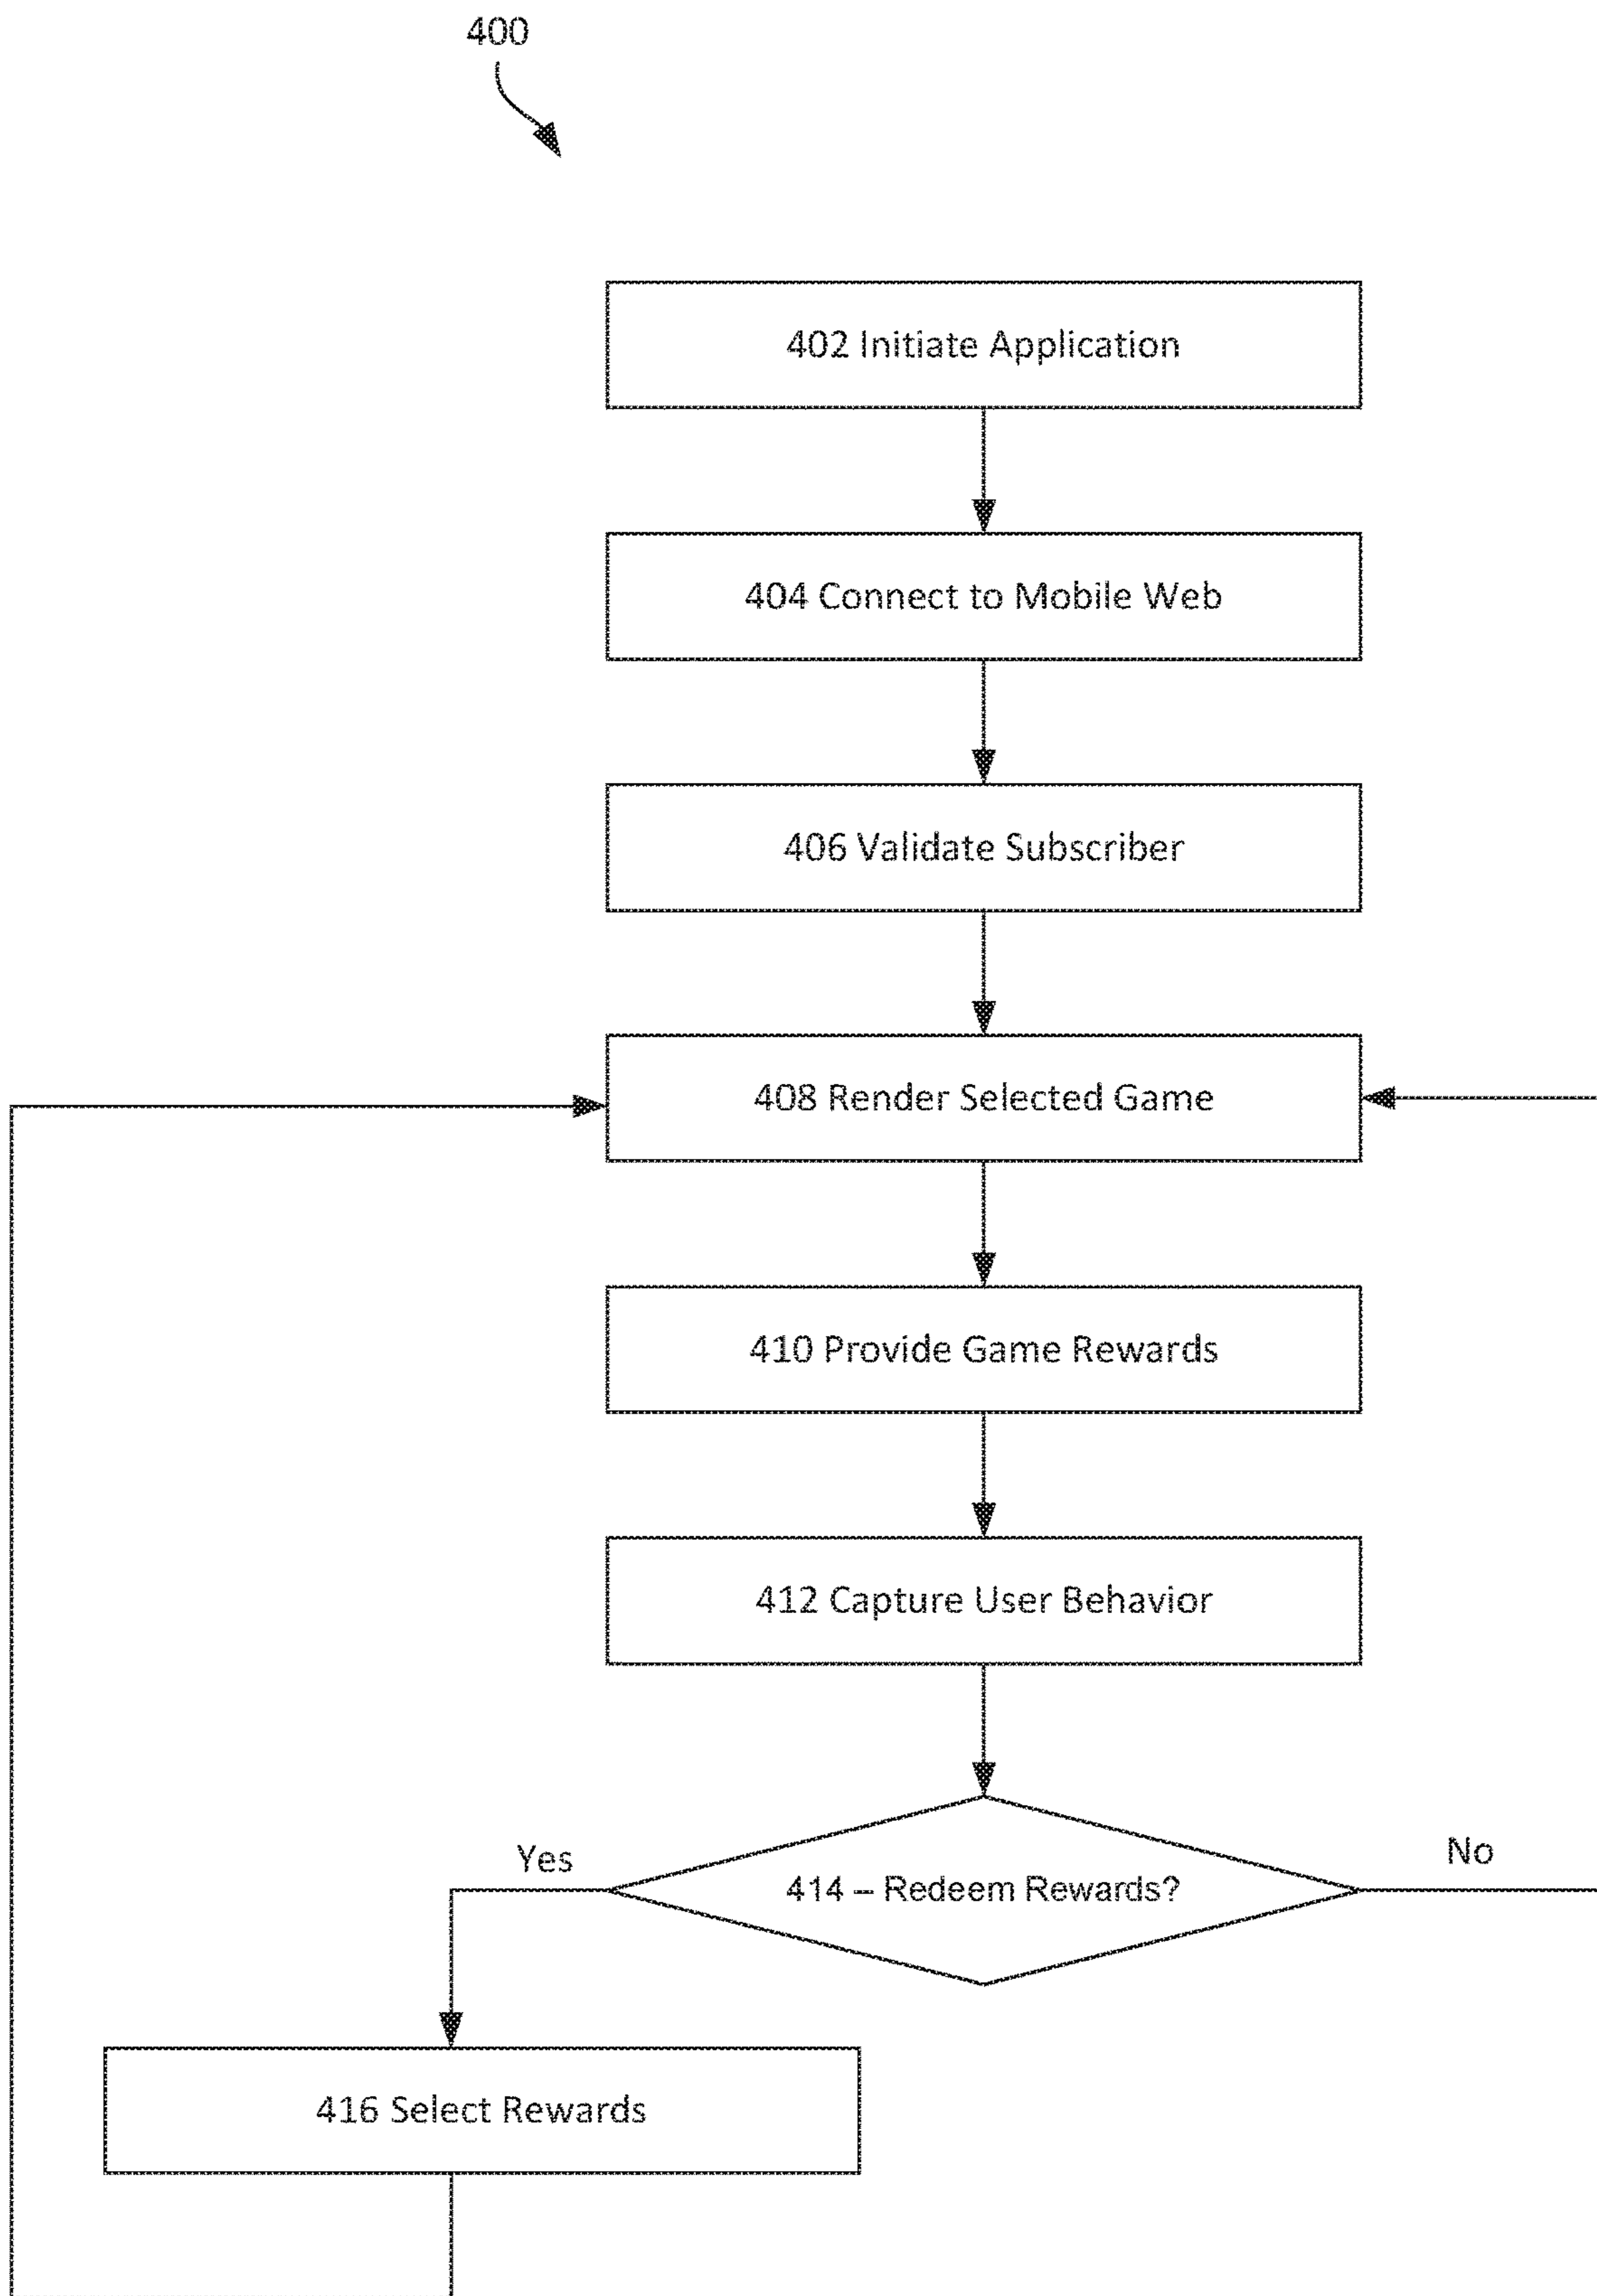 400
402 Initiate Application
404 Connect to Mobile Web
406 Validate Subscriber
408 Render Selected Game
410 Provide Game Rewards
412 Capture User Behavior
Yes
414 – Redeem Rewards?
No
416 Select Rewards